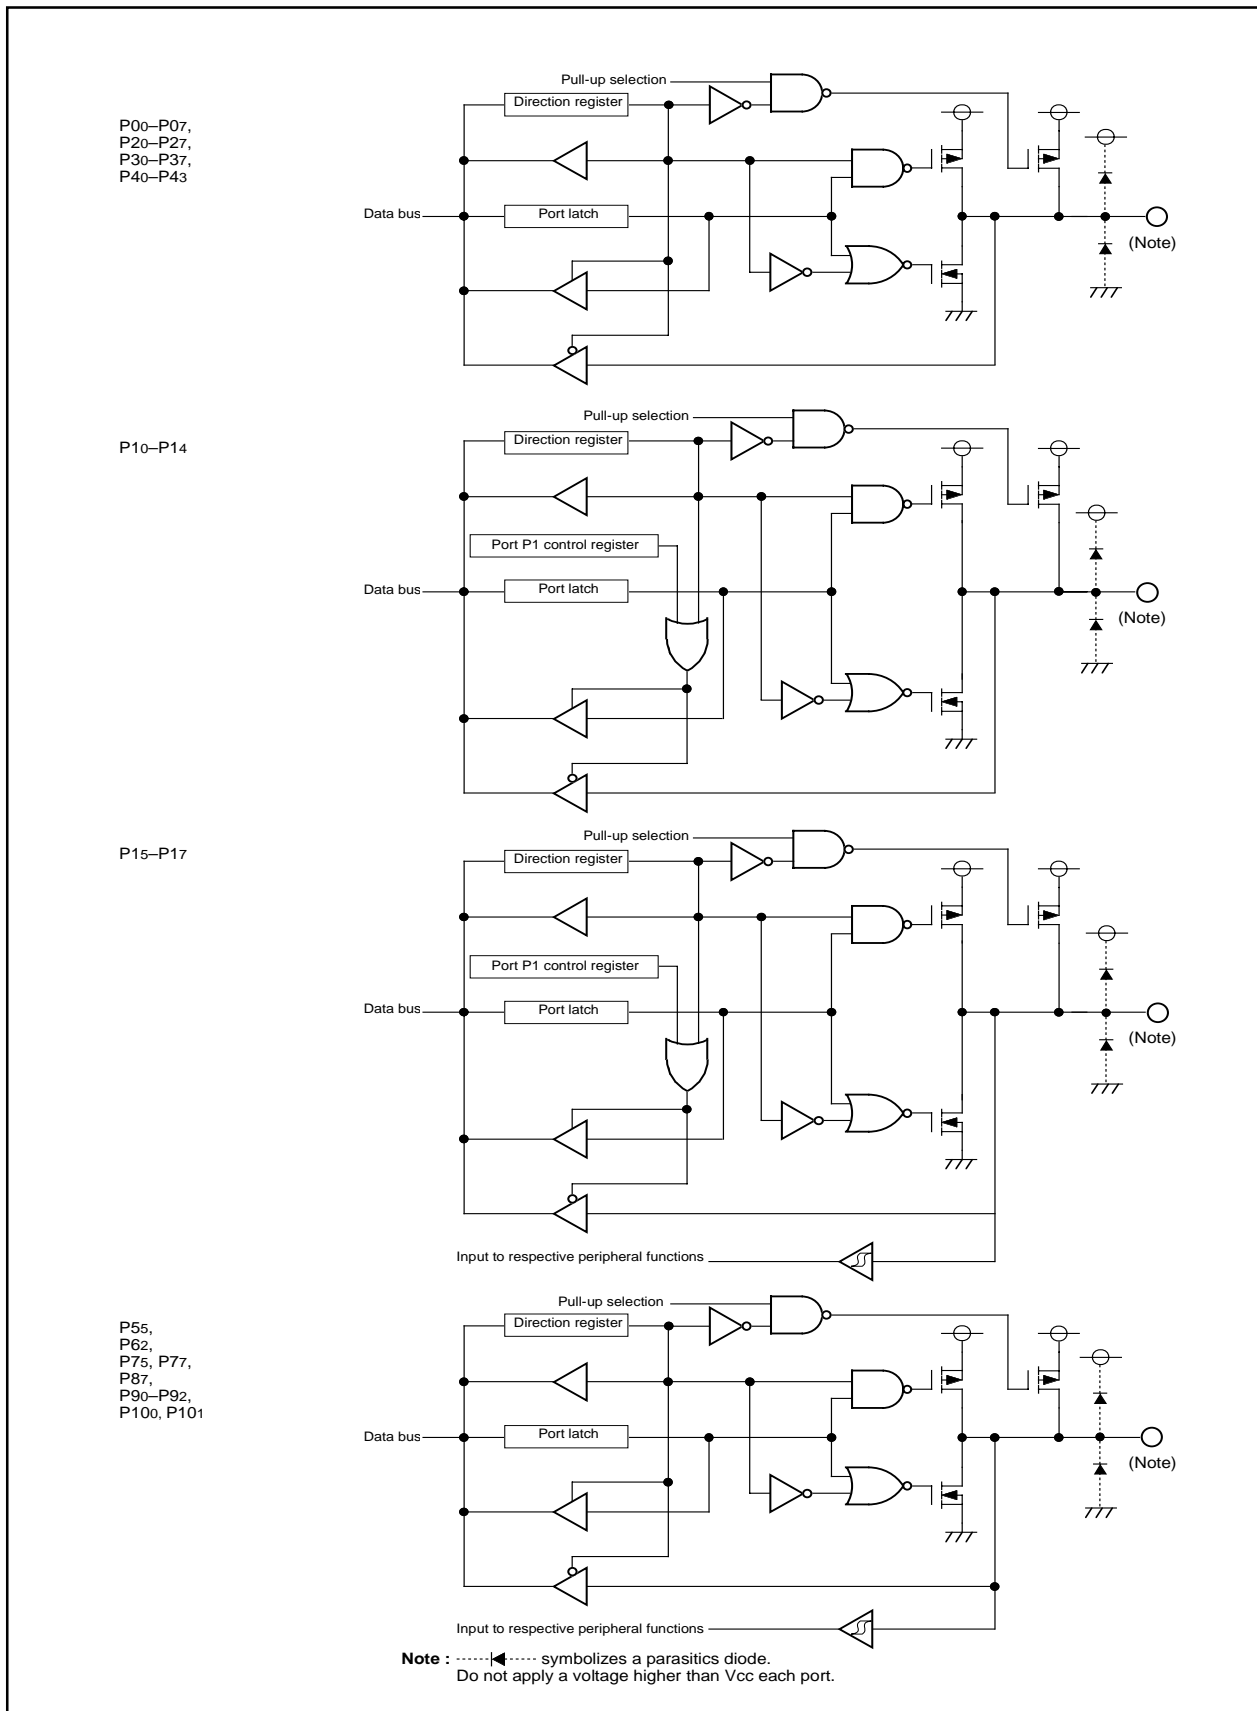 Pull-up selection
Direction register
P00–P07,
P20–P27,
P30–P37,
P40–P43
Data bus
Port latch
(Note)
Pull-up selection
Direction register
P10–P14
Port P1 control register
Data bus
Port latch
(Note)
Pull-up selection
Direction register
P15–P17
Port P1 control register
Data bus
Port latch
(Note)
Input to respective peripheral functions
Pull-up selection
Direction register
P55,
P62,
P75, P77,
P87,
P90–P92,
P100, P101
Data bus
Port latch
(Note)
Input to respective peripheral functions
Note : symbolizes a parasitics diode.
Do not apply a voltage higher than Vcc each port.